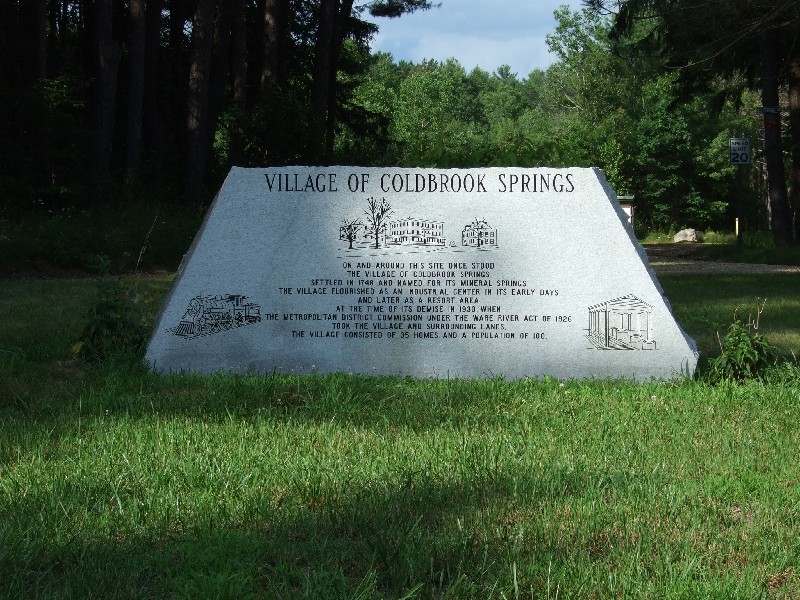 VILLAGE OF COLDBROOK SPRINGS
ON AND AROUND THIS SITE ONCE STOOD
THE VILLAGE OF COLDBROOK SPRINGS
SETTLED IN 1748 AND NAMED FOR ITS MINERAL SPRINGS.
THE VILLAGE FLOURISHED AS AN INDUSTRIAL CENTER IN ITS EARLY DAYS
AND LATER AS A RESORT AREA
AT THE TIME OF ITS DEMISE IN 1930, WHEN
THE METROPOLITAN DISTRICT COMMISSION UNDER THE WARE RIVER ACT OF 1926
TOOK THE VILLAGE AND SURROUNDING LANDS,
THE VILLAGE CONSISTED OF 35 HOMES AND A POPULATION OF 100.
SPEED
LIMIT
20